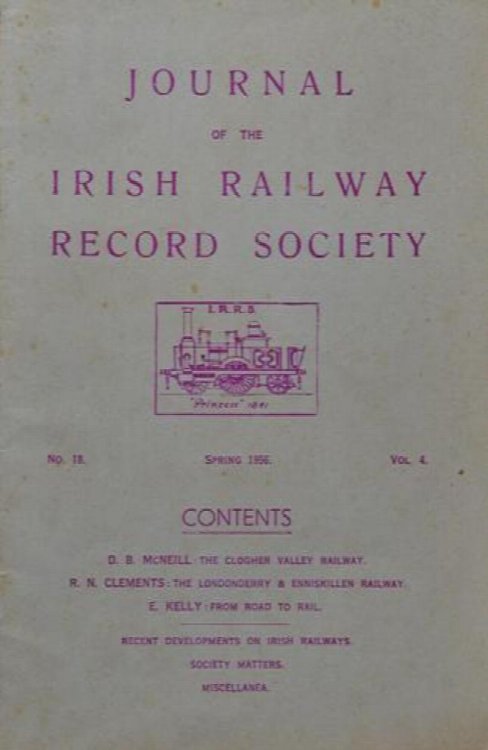 JOURNAL
OF THE
IRISH RAILWAY
RECORD SOCIETY
I.R.R.S
"Princess" 1841
No. 18. SPRING 1956. VOL 4.
CONTENTS
D. B. McNEILL : THE CLOGHER VALLEY RAILWAY.
R. N. CLEMENTS : THE LONDONDERRY & ENNISKILLEN RAILWAY.
E. KELLY : FROM ROAD TO RAIL.
RECENT DEVELOPMENTS ON IRISH RAILWAYS.
SOCIETY MATTERS.
MISCELLANEA.